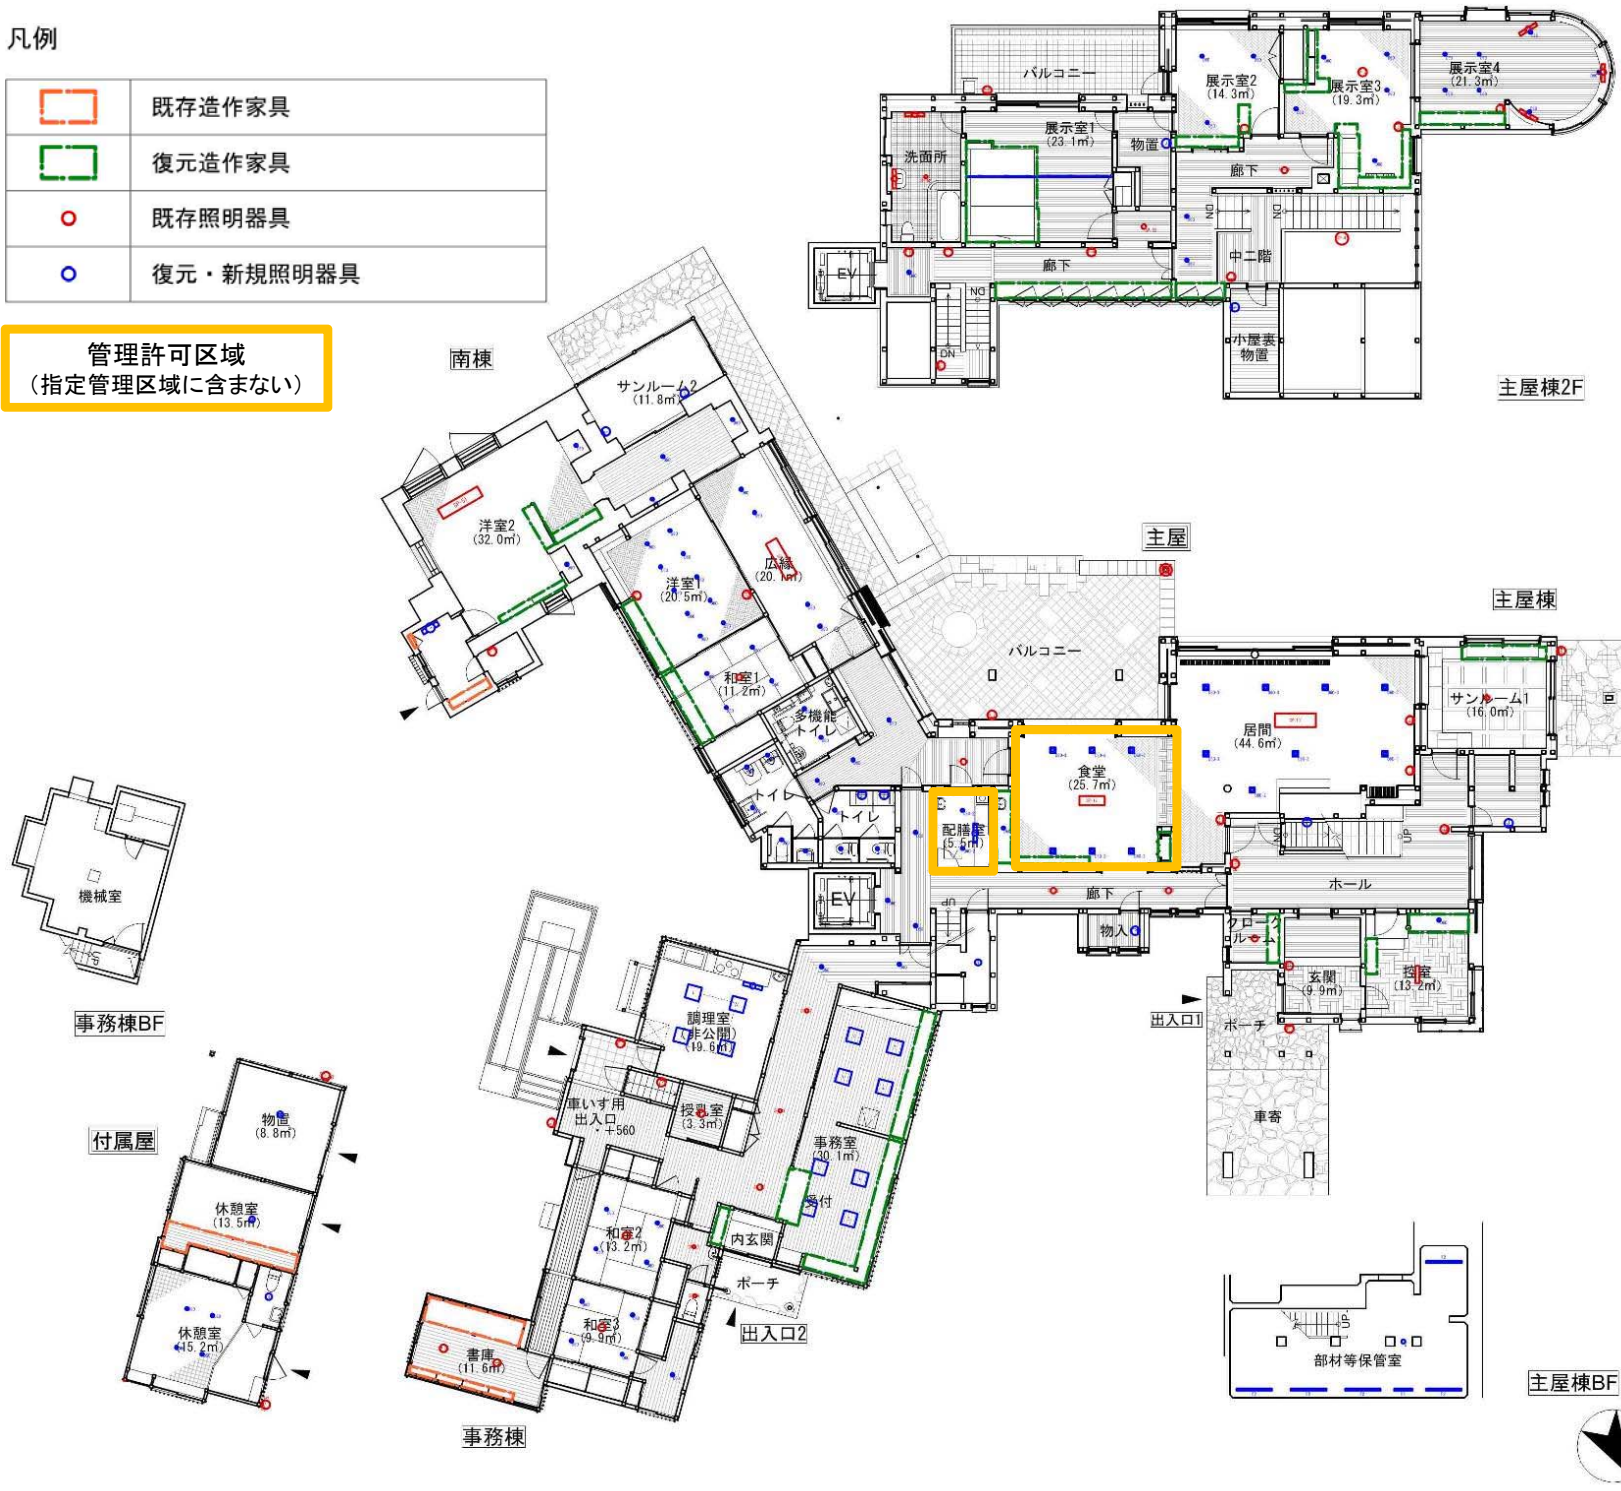 凡例
既存造作家具
復元造作家具
既存照明器具
復元・新規照明器具
管理許可区域
（指定管理区域に含まない）
バルコニー
展示室1
(23.1㎡)
洗面所
物置
展示室2
(14.3㎡)
展示室3
(19.3㎡)
展示室4
(21.3㎡)
廊下
DN
DN
中二階
EV
廊下
DN
DN
小屋裏
物置
主屋棟2F
南棟
サンルーム2
(11.8㎡)
洋室2
(32.0㎡)
洋室1
(20.5㎡)
広縁
和室1
(11.2㎡)
多機能
トイレ
トイレ
トイレ
主屋
バルコニー
主屋棟
サンルーム1
(16.0㎡)
居間
(44.6㎡)
食堂
(25.7㎡)
配膳室
(5.5㎡)
DN
UP
ホール
廊下
EV
UP
物入
クローク
ルーム
玄関
(9.9㎡)
控室
(13.2㎡)
出入口1
ポーチ
車寄
機械室
事務棟BF
付属屋
物置
(8.8㎡)
休憩室
(13.5㎡)
休憩室
(15.2㎡)
調理室
(非公開)
(19.6㎡)
車いす用
出入口
+560
授乳室
(3.3㎡)
事務室
(30.1㎡)
受付
内玄関
ポーチ
出入口2
和室2
(13.2㎡)
和室3
(9.9㎡)
書庫
(11.6㎡)
事務棟
UP
部材等保管室
主屋棟BF